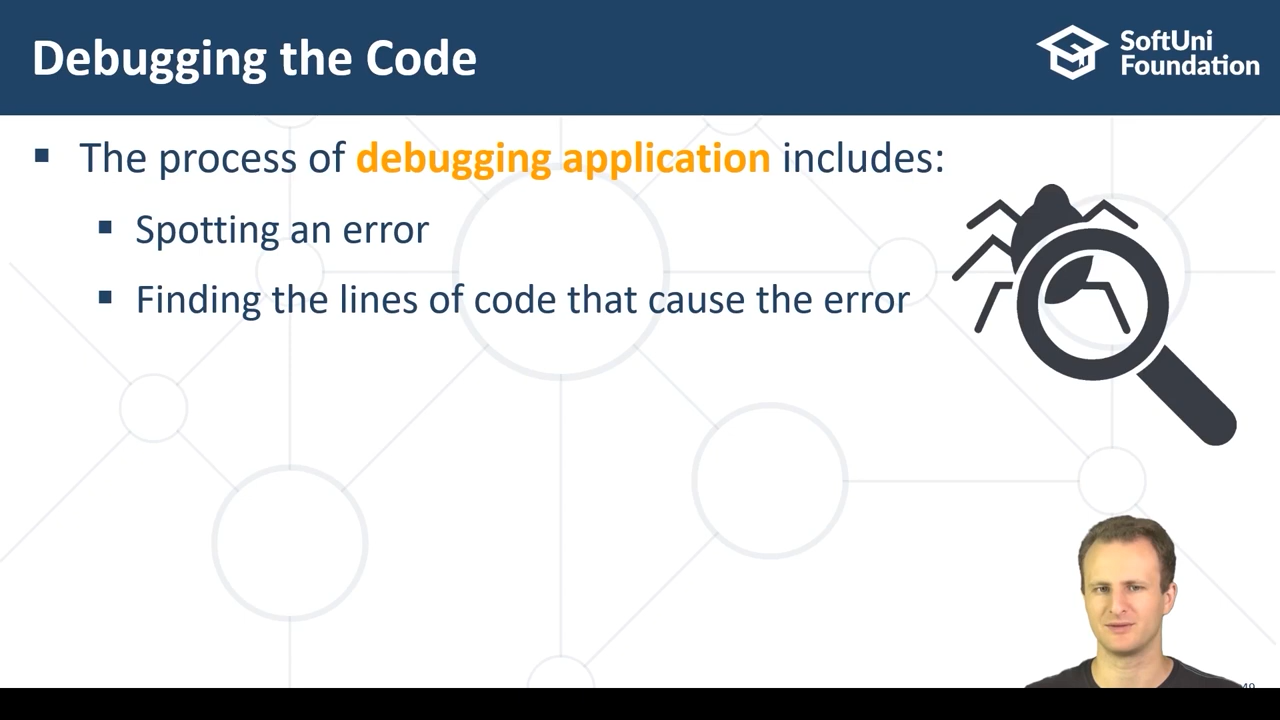 Debugging the Code
SoftUni
Foundation
▪ The process of debugging application includes:
▪ Spotting an error
▪ Finding the lines of code that cause the error
49